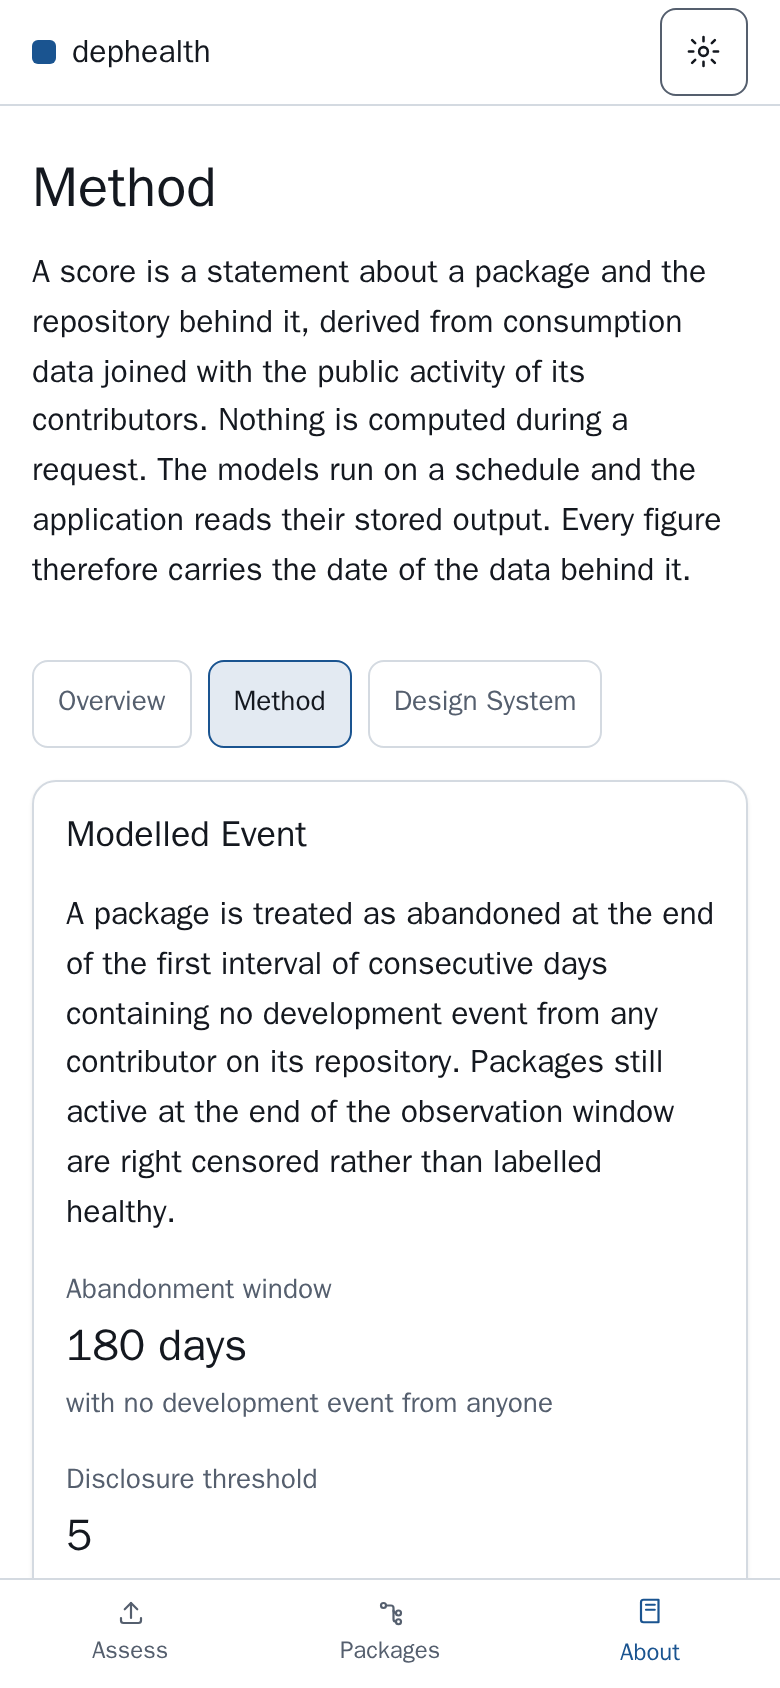 dephealth
Method
A score is a statement about a package and the
repository behind it, derived from consumption
data joined with the public activity of its
contributors. Nothing is computed during a
request. The models run on a schedule and the
application reads their stored output. Every figure
therefore carries the date of the data behind it.
Overview Method Design System
Modelled Event
A package is treated as abandoned at the end
of the first interval of consecutive days
containing no development event from any
contributor on its repository. Packages still
active at the end of the observation window
are right censored rather than labelled
healthy.
Abandonment window
180 days
with no development event from anyone
Disclosure threshold
5
Assess Packages About